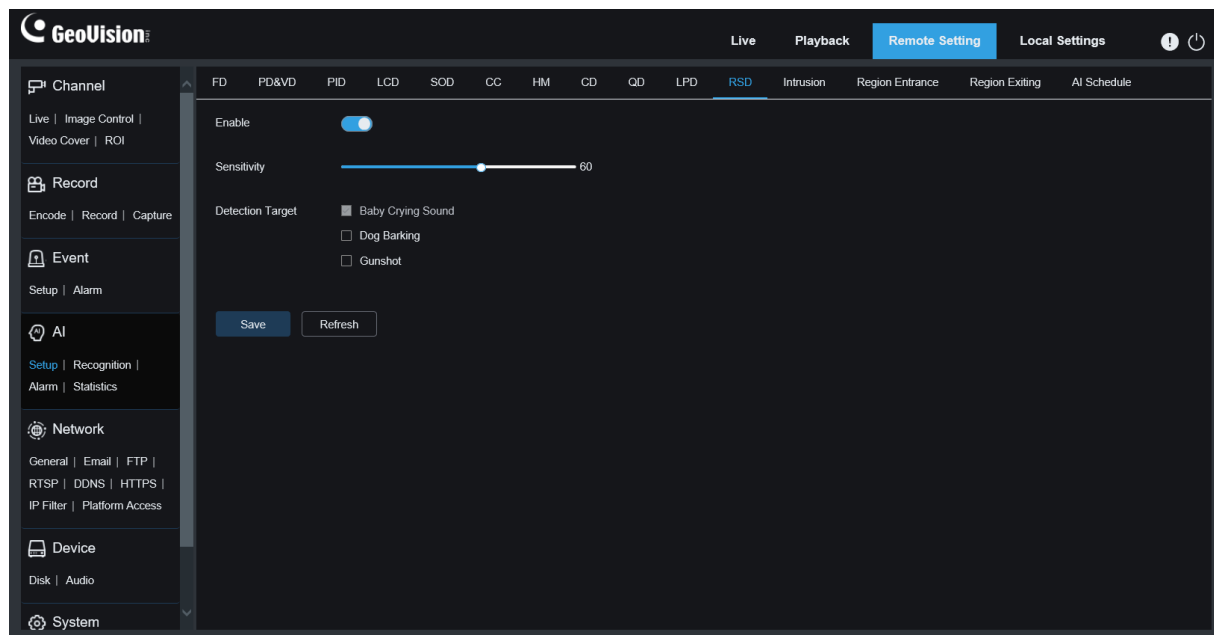 GeoVision Inc
Live Playback Remote Setting Local Settings
Channel
Live | Image Control |
Video Cover | ROI
Record
Encode | Record | Capture
Event
Setup | Alarm
AI
Setup | Recognition |
Alarm | Statistics
Network
General | Email | FTP |
RTSP | DDNS | HTTPS |
IP Filter | Platform Access
Device
Disk | Audio
System
FD PD&VD PID LCD SOD CC HM CD QD LPD RSD Intrusion Region Entrance Region Exiting AI Schedule
Enable
Sensitivity 60
Detection Target Baby Crying Sound
Dog Barking
Gunshot
Save Refresh